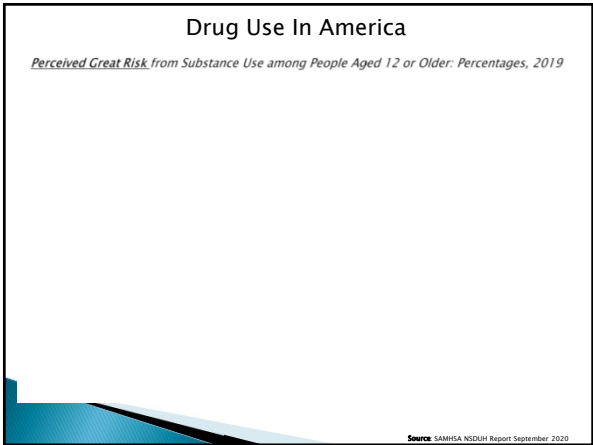 Drug Use In America
Perceived Great Risk from Substance Use among People Aged 12 or Older: Percentages, 2019
Source: SAMHSA NSDUH Report September 2020